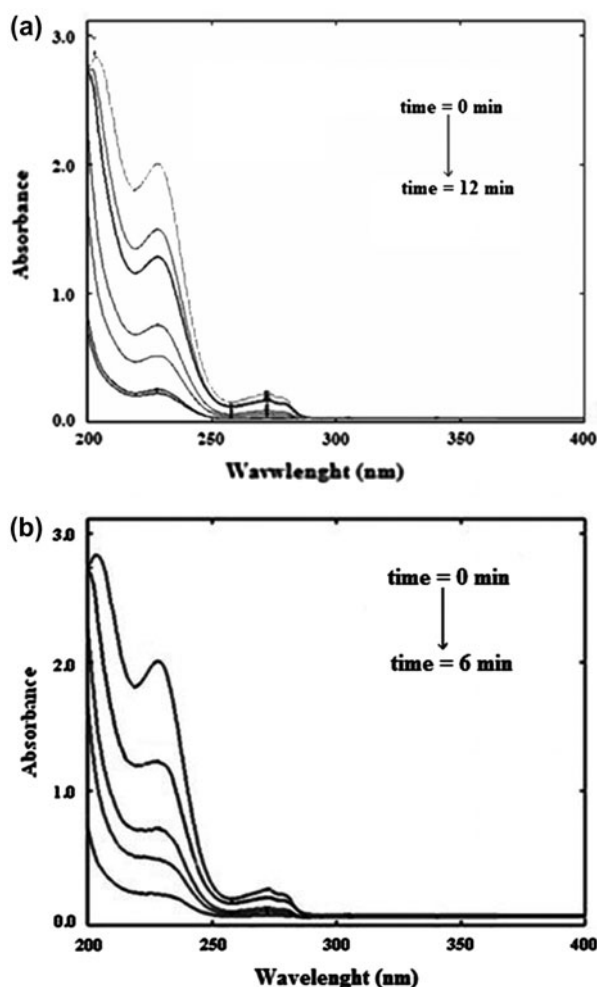 (a)
3.0
2.0
1.0
0.0
Absorbance
time = 0 min
time = 12 min
200 250 300 350 400
Wavwlenght (nm)
(b)
3.0
2.0
1.0
0.0
Absorbance
time = 0 min
time = 6 min
200 250 300 350 400
Wavelenght (nm)